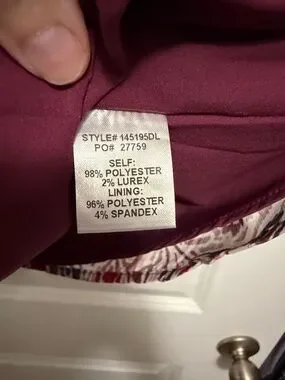 STYLE# 145195DL
PO# 27759
SELF:
98% POLYESTER
2% LUREX
LINING:
96% POLYESTER
4% SPANDEX